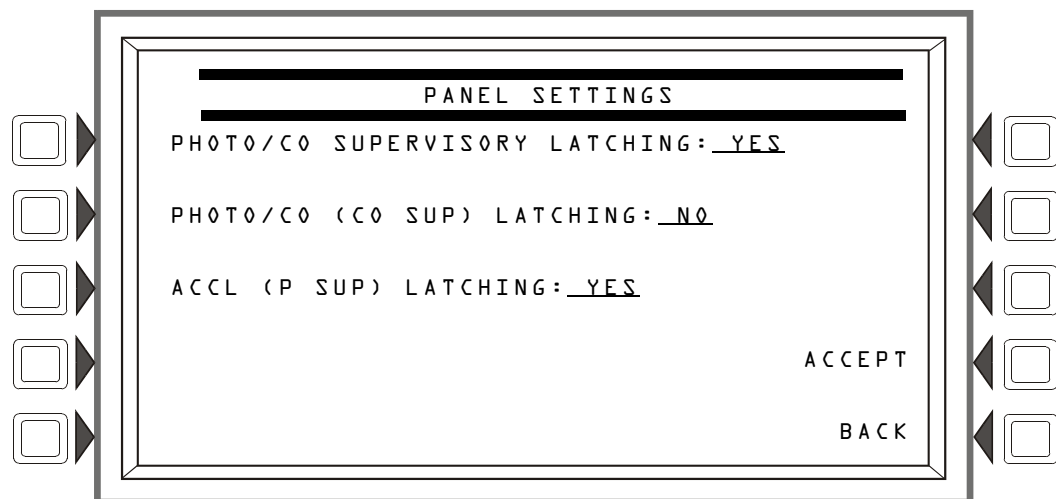 PANEL SETTINGS
PHOTO/CO SUPERVISORY LATCHING: YES
PHOTO/CO (CO SUP) LATCHING: NO
ACCL (P SUP) LATCHING: YES
ACCEPT
BACK